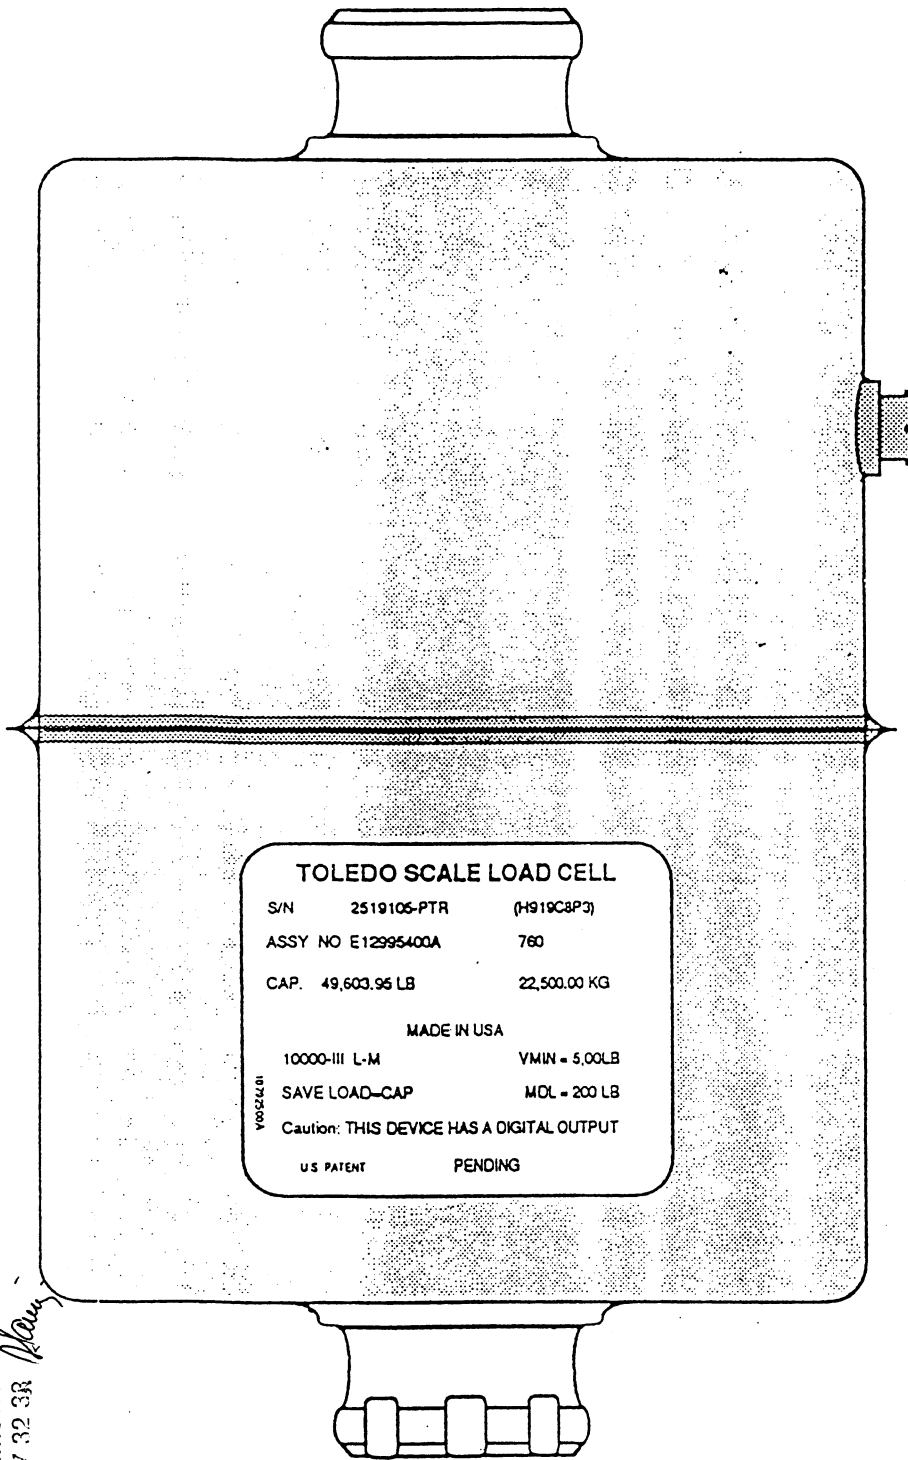 TOLEDO SCALE LOAD CELL
S/N 2519106-PTR (H919C8P3)
ASSY NO E12995400A 760
CAP. 49,603.95 LB 22,500.00 KG
MADE IN USA
10000-III L-M VMIN = 5,00LB
SAVE LOAD-CAP MDL = 200 LB
Caution: THIS DEVICE HAS A DIGITAL OUTPUT
U S PATENT PENDING